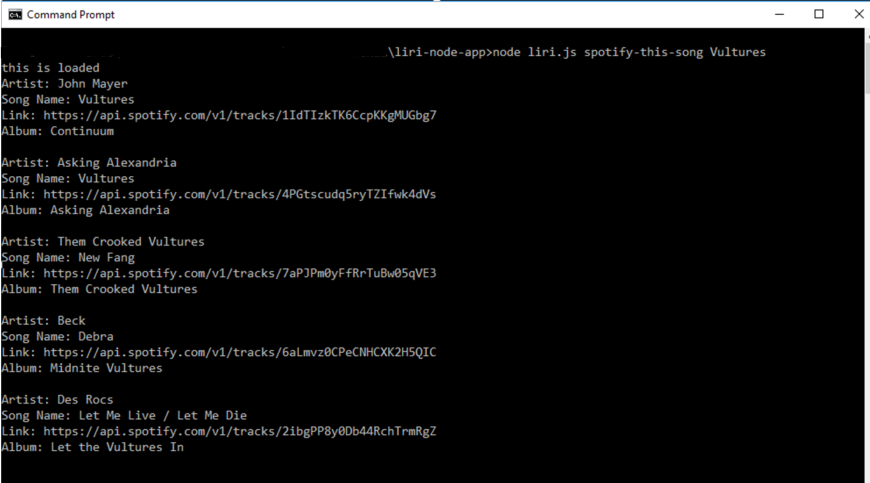 Command Prompt
\liri-node-app>node liri.js spotify-this-song Vultures
this is loaded
Artist: John Mayer
Song Name: Vultures
Link: https://api.spotify.com/v1/tracks/1IdTIzkTK6CcpKKgMUGbg7
Album: Continuum
Artist: Asking Alexandria
Song Name: Vultures
Link: https://api.spotify.com/v1/tracks/4PGtscudq5ryTZIfwk4dVs
Album: Asking Alexandria
Artist: Them Crooked Vultures
Song Name: New Fang
Link: https://api.spotify.com/v1/tracks/7aPJPm0yFfRrTuBw05qVE3
Album: Them Crooked Vultures
Artist: Beck
Song Name: Debra
Link: https://api.spotify.com/v1/tracks/6aLmvz0CPeCNHCXK2H5QIC
Album: Midnite Vultures
Artist: Des Rocs
Song Name: Let Me Live / Let Me Die
Link: https://api.spotify.com/v1/tracks/2ibgPP8y0Db44RchTrmRgZ
Album: Let the Vultures In